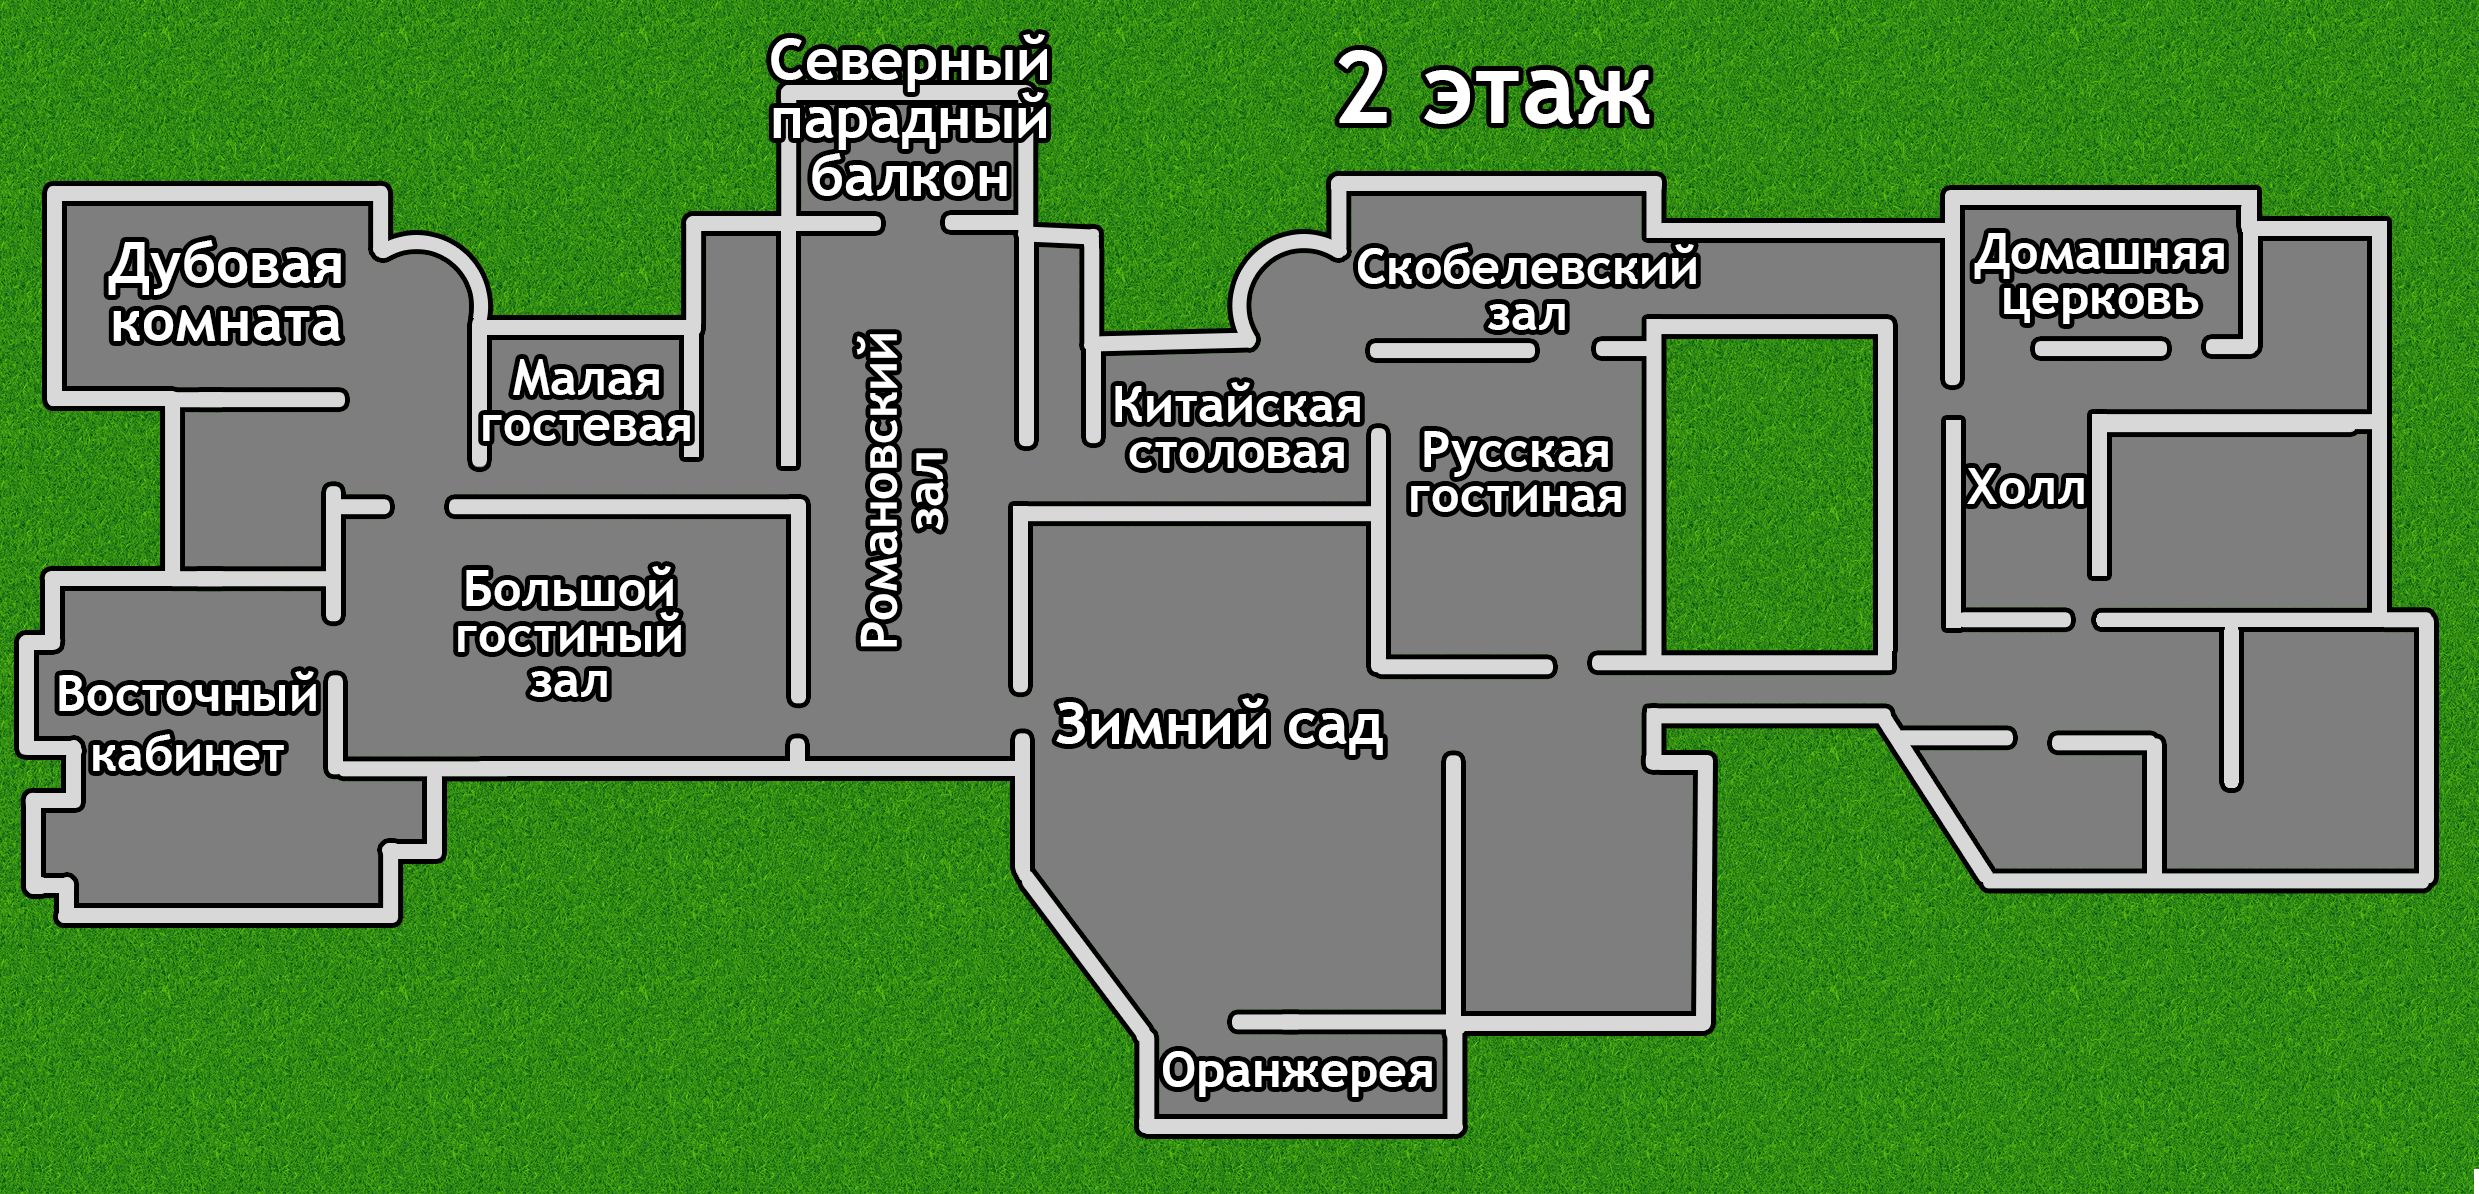 Северный
парадный
балкон
2 этаж
Дубовая
комната
Малая
гостевая
Романовский
зал
Китайская
столовая
Скобелевский
зал
Русская
гостиная
Домашняя
церковь
Холл
Большой
гостиный
зал
Восточный
кабинет
Зимний сад
Оранжерея